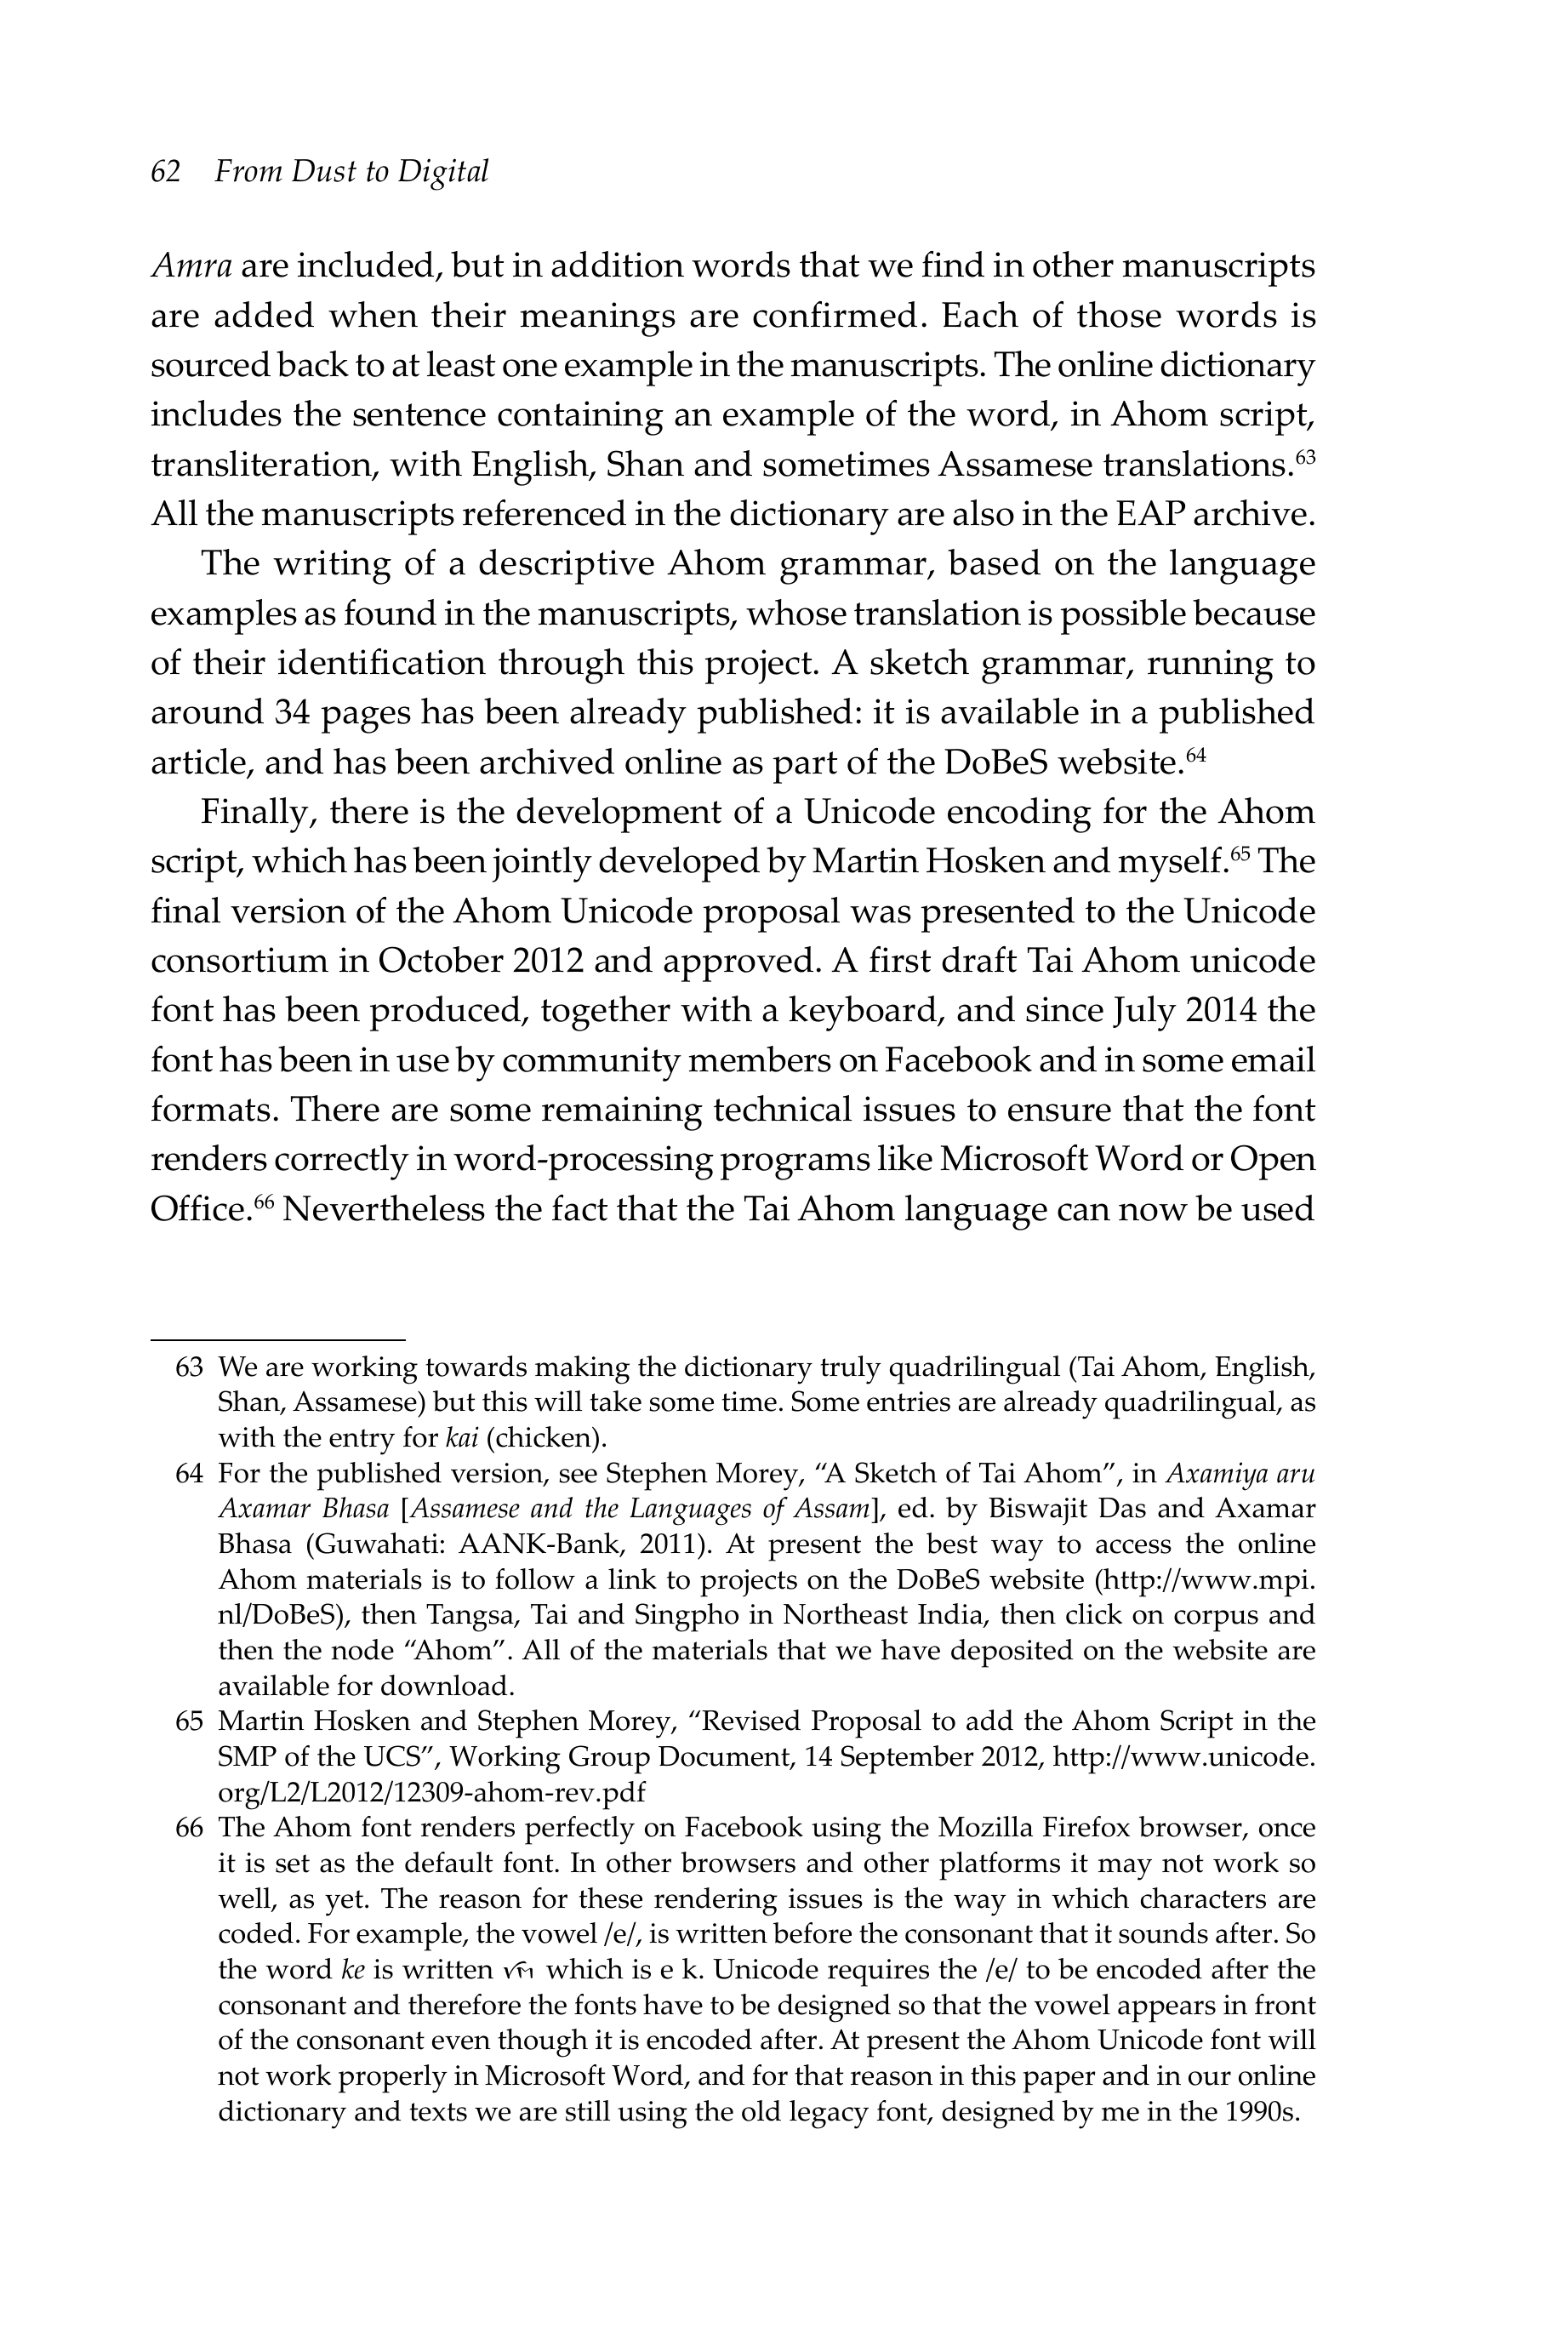 62 From Dust to Digital
Amra are included, but in addition words that we find in other manuscripts
are added when their meanings are confirmed. Each of those words is
sourced back to at least one example in the manuscripts. The online dictionary
includes the sentence containing an example of the word, in Ahom script,
transliteration, with English, Shan and sometimes Assamese translations.63
All the manuscripts referenced in the dictionary are also in the EAP archive.
The writing of a descriptive Ahom grammar, based on the language
examples as found in the manuscripts, whose translation is possible because
of their identification through this project. A sketch grammar, running to
around 34 pages has been already published: it is available in a published
article, and has been archived online as part of the DoBeS website.64
Finally, there is the development of a Unicode encoding for the Ahom
script, which has been jointly developed by Martin Hosken and myself.65 The
final version of the Ahom Unicode proposal was presented to the Unicode
consortium in October 2012 and approved. A first draft Tai Ahom unicode
font has been produced, together with a keyboard, and since July 2014 the
font has been in use by community members on Facebook and in some email
formats. There are some remaining technical issues to ensure that the font
renders correctly in word-processing programs like Microsoft Word or Open
Office.66 Nevertheless the fact that the Tai Ahom language can now be used
63 We are working towards making the dictionary truly quadrilingual (Tai Ahom, English,
Shan, Assamese) but this will take some time. Some entries are already quadrilingual, as
with the entry for kai (chicken).
64 For the published version, see Stephen Morey, “A Sketch of Tai Ahom”, in Axamiya aru
Axamar Bhasa [Assamese and the Languages of Assam], ed. by Biswajit Das and Axamar
Bhasa (Guwahati: AANK-Bank, 2011). At present the best way to access the online
Ahom materials is to follow a link to projects on the DoBeS website (http://www.mpi.
nl/DoBeS), then Tangsa, Tai and Singpho in Northeast India, then click on corpus and
then the node “Ahom”. All of the materials that we have deposited on the website are
available for download.
65 Martin Hosken and Stephen Morey, “Revised Proposal to add the Ahom Script in the
SMP of the UCS”, Working Group Document, 14 September 2012, http://www.unicode.
org/L2/L2012/12309-ahom-rev.pdf
66 The Ahom font renders perfectly on Facebook using the Mozilla Firefox browser, once
it is set as the default font. In other browsers and other platforms it may not work so
well, as yet. The reason for these rendering issues is the way in which characters are
coded. For example, the vowel /e/, is written before the consonant that it sounds after. So
the word ke is written 𑜀𑜦 which is e k. Unicode requires the /e/ to be encoded after the
consonant and therefore the fonts have to be designed so that the vowel appears in front
of the consonant even though it is encoded after. At present the Ahom Unicode font will
not work properly in Microsoft Word, and for that reason in this paper and in our online
dictionary and texts we are still using the old legacy font, designed by me in the 1990s.